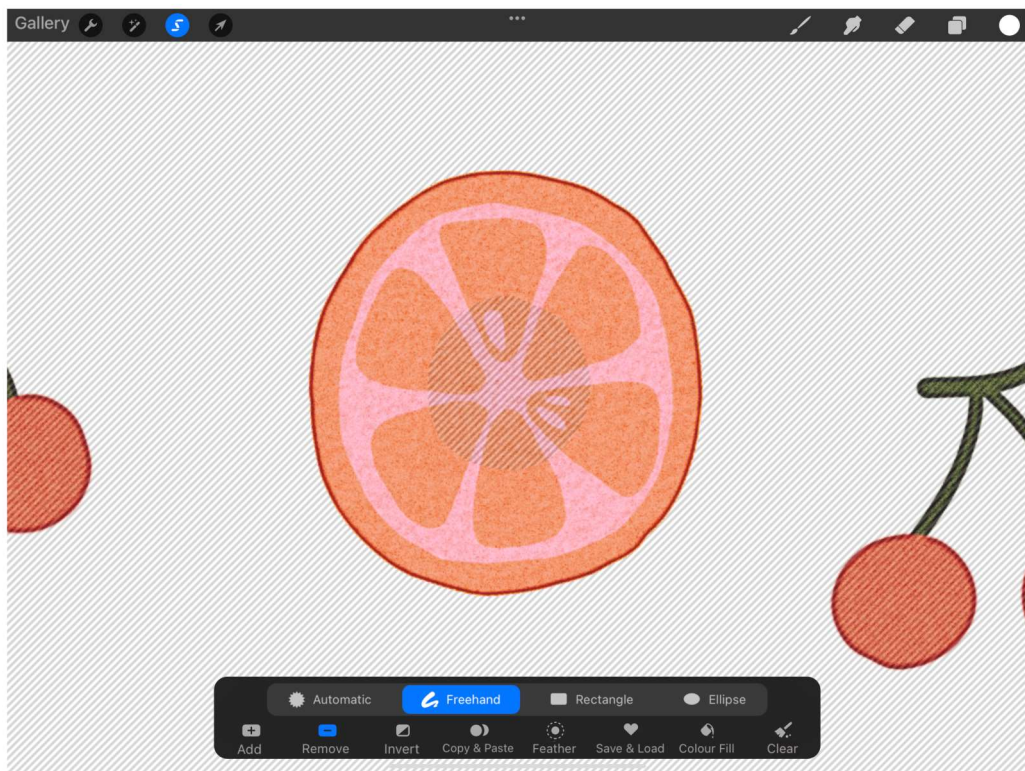 Gallery
Automatic Freehand Rectangle Ellipse
Add Remove Invert Copy & Paste Feather Save & Load Colour Fill Clear